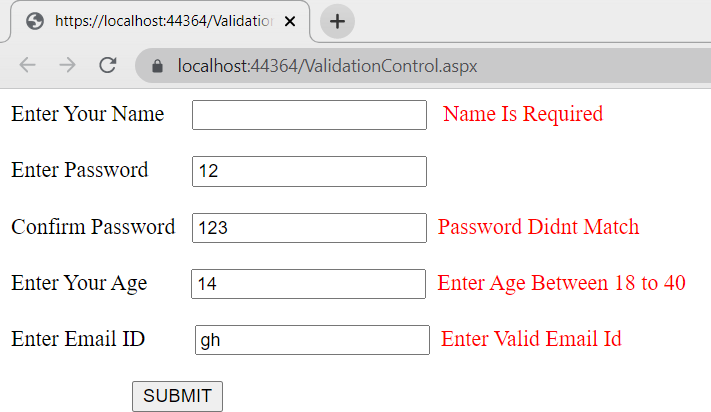 https://localhost:44364/Validation
localhost:44364/ValidationControl.aspx
Enter Your Name Name Is Required
Enter Password 12
Confirm Password 123 Password Didnt Match
Enter Your Age 14 Enter Age Between 18 to 40
Enter Email ID gh Enter Valid Email Id
SUBMIT